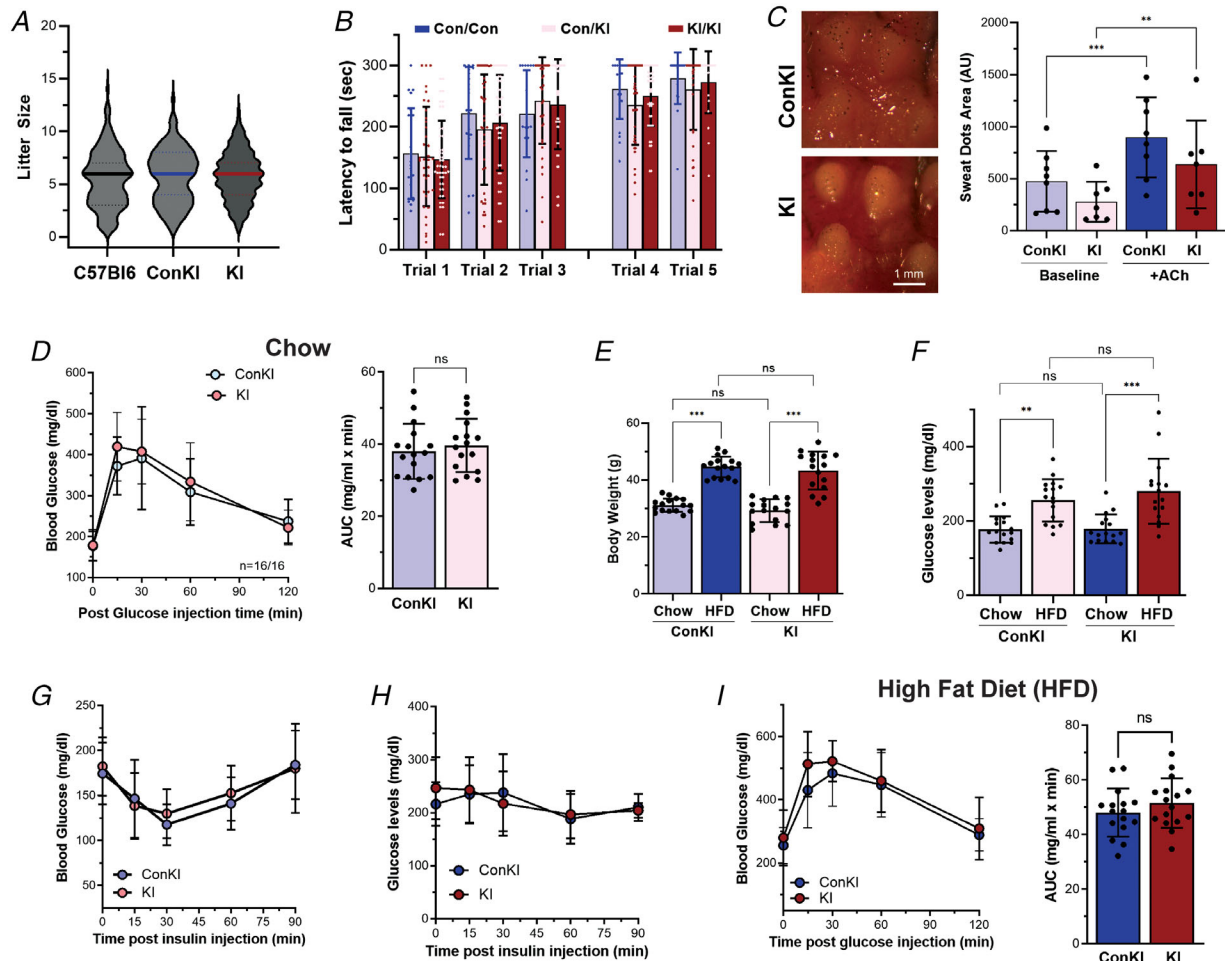 A
Litter Size
20
15
10
5
0
C57Bl6 ConKI KI
B
Con/Con Con/KI KI/KI
Latency to fall (sec)
300
200
100
0
Trial 1 Trial 2 Trial 3 Trial 4 Trial 5
C
ConKI
KI
1 mm
Sweat Dots Area (AU)
2000
1500
1000
500
0
**
***
ConKI KI ConKI KI
Baseline +ACh
Chow
D
Blood Glucose (mg/dl)
600
500
400
300
200
100
ConKI
KI
n=16/16
0 30 60 90 120
Post Glucose injection time (min)
AUC (mg/ml x min)
60
40
20
0
ns
ConKI KI
E
Body Weight (g)
60
40
20
0
ns
ns
*** ***
Chow HFD Chow HFD
ConKI KI
F
Glucose levels (mg/dl)
400
200
0
ns
ns
** ***
Chow HFD Chow HFD
ConKI KI
G
Blood Glucose (mg/dl)
250
200
150
100
50
ConKI
KI
0 15 30 45 60 75 90
Time post insulin injection (min)
H
Glucose levels (mg/dl)
400
300
200
100
0
ConKI
KI
0 15 30 45 60 75 90
Time post insulin injection (min)
High Fat Diet (HFD)
I
Blood Glucose (mg/dl)
600
400
200
ConKI
KI
0 20 40 60 80 100 120
Time post glucose injection (min)
AUC (mg/ml x min)
80
60
40
20
0
ns
ConKI KI